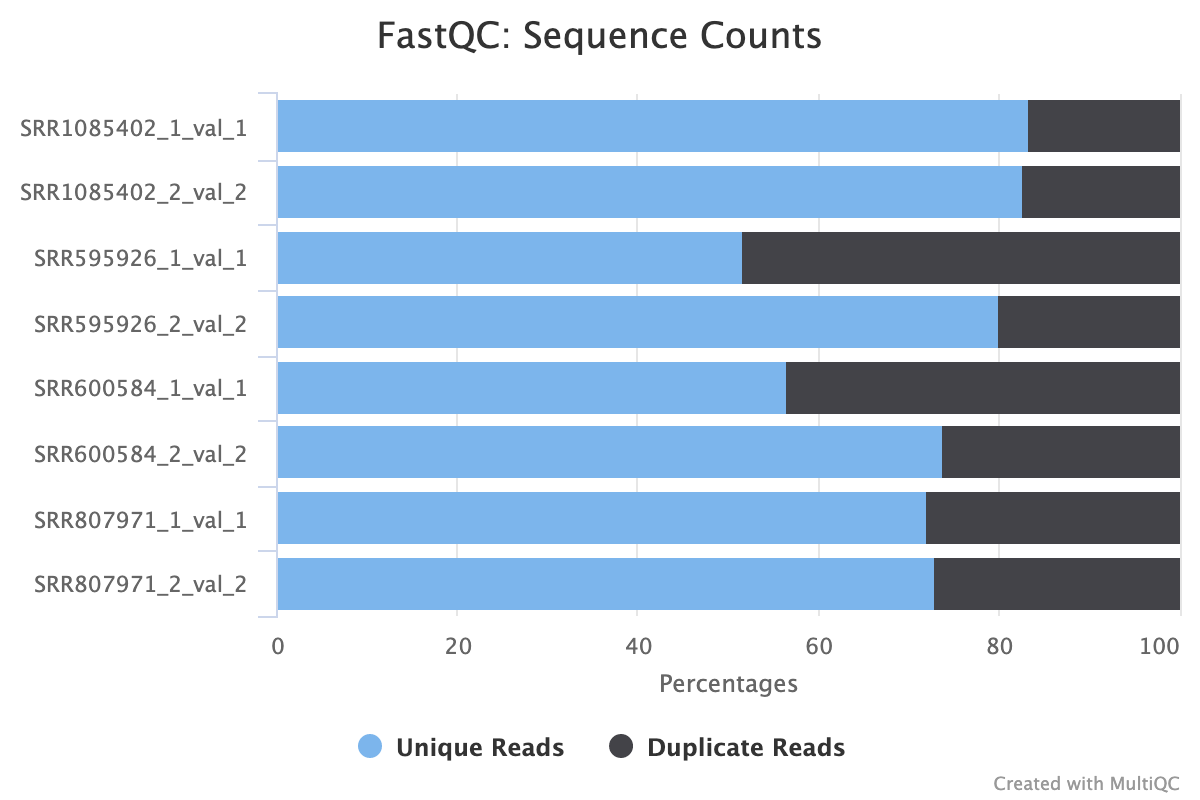 FastQC: Sequence Counts
SRR1085402_1_val_1
SRR1085402_2_val_2
SRR595926_1_val_1
SRR595926_2_val_2
SRR600584_1_val_1
SRR600584_2_val_2
SRR807971_1_val_1
SRR807971_2_val_2
0 20 40 60 80 100
Percentages
Unique Reads Duplicate Reads
Created with MultiQC